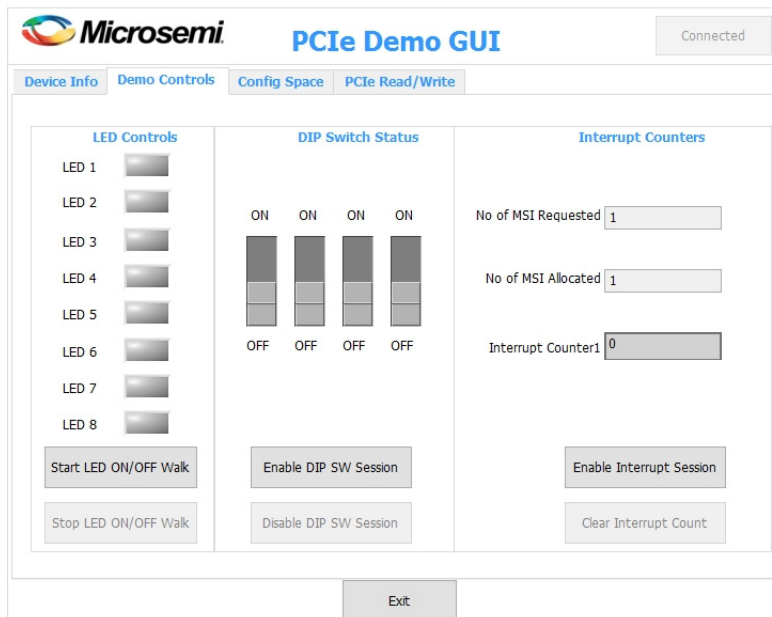 Microsemi.
PCIe Demo GUI
Connected
Device Info Demo Controls Config Space PCIe Read/Write
LED Controls
LED 1
LED 2
LED 3
LED 4
LED 5
LED 6
LED 7
LED 8
Start LED ON/OFF Walk
Stop LED ON/OFF Walk
DIP Switch Status
ON ON ON ON
OFF OFF OFF OFF
Enable DIP SW Session
Disable DIP SW Session
Interrupt Counters
No of MSI Requested 1
No of MSI Allocated 1
Interrupt Counter1 0
Enable Interrupt Session
Clear Interrupt Count
Exit